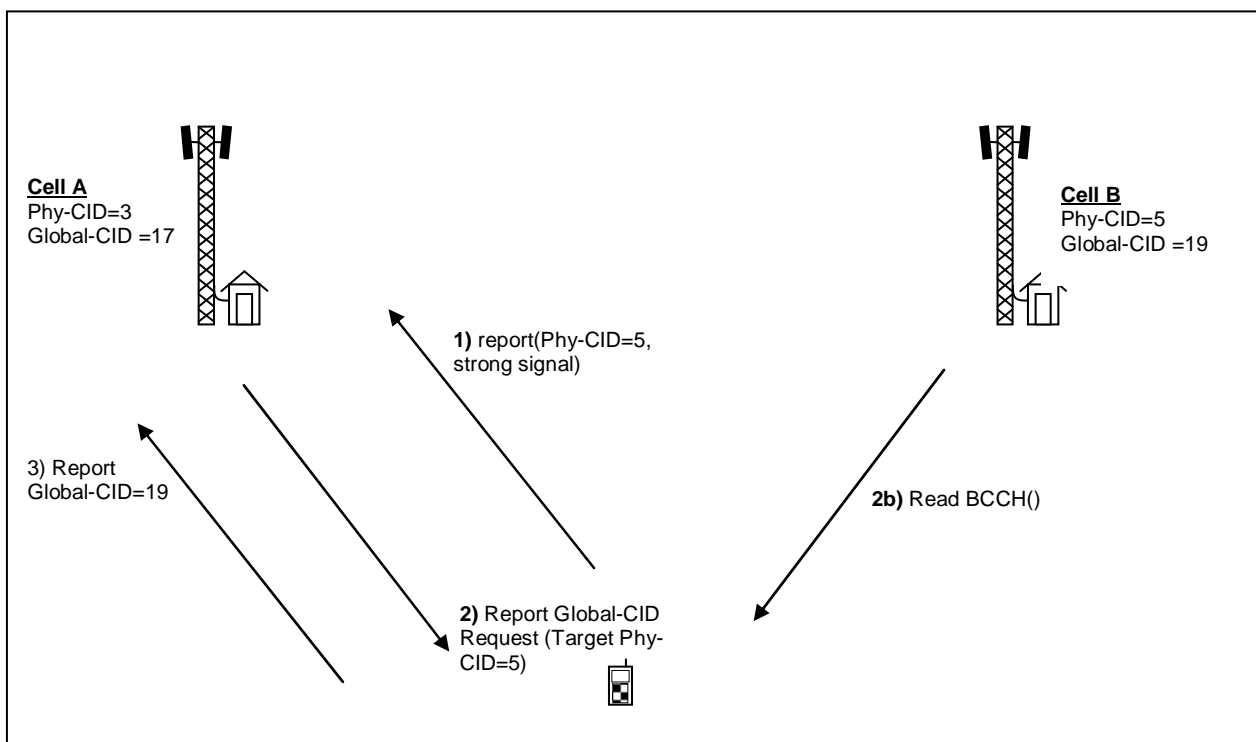 Cell A
Phy-CID=3
Global-CID =17
Cell B
Phy-CID=5
Global-CID =19
1) report(Phy-CID=5,
strong signal)
3) Report
Global-CID=19
2b) Read BCCH()
2) Report Global-CID
Request (Target Phy-
CID=5)